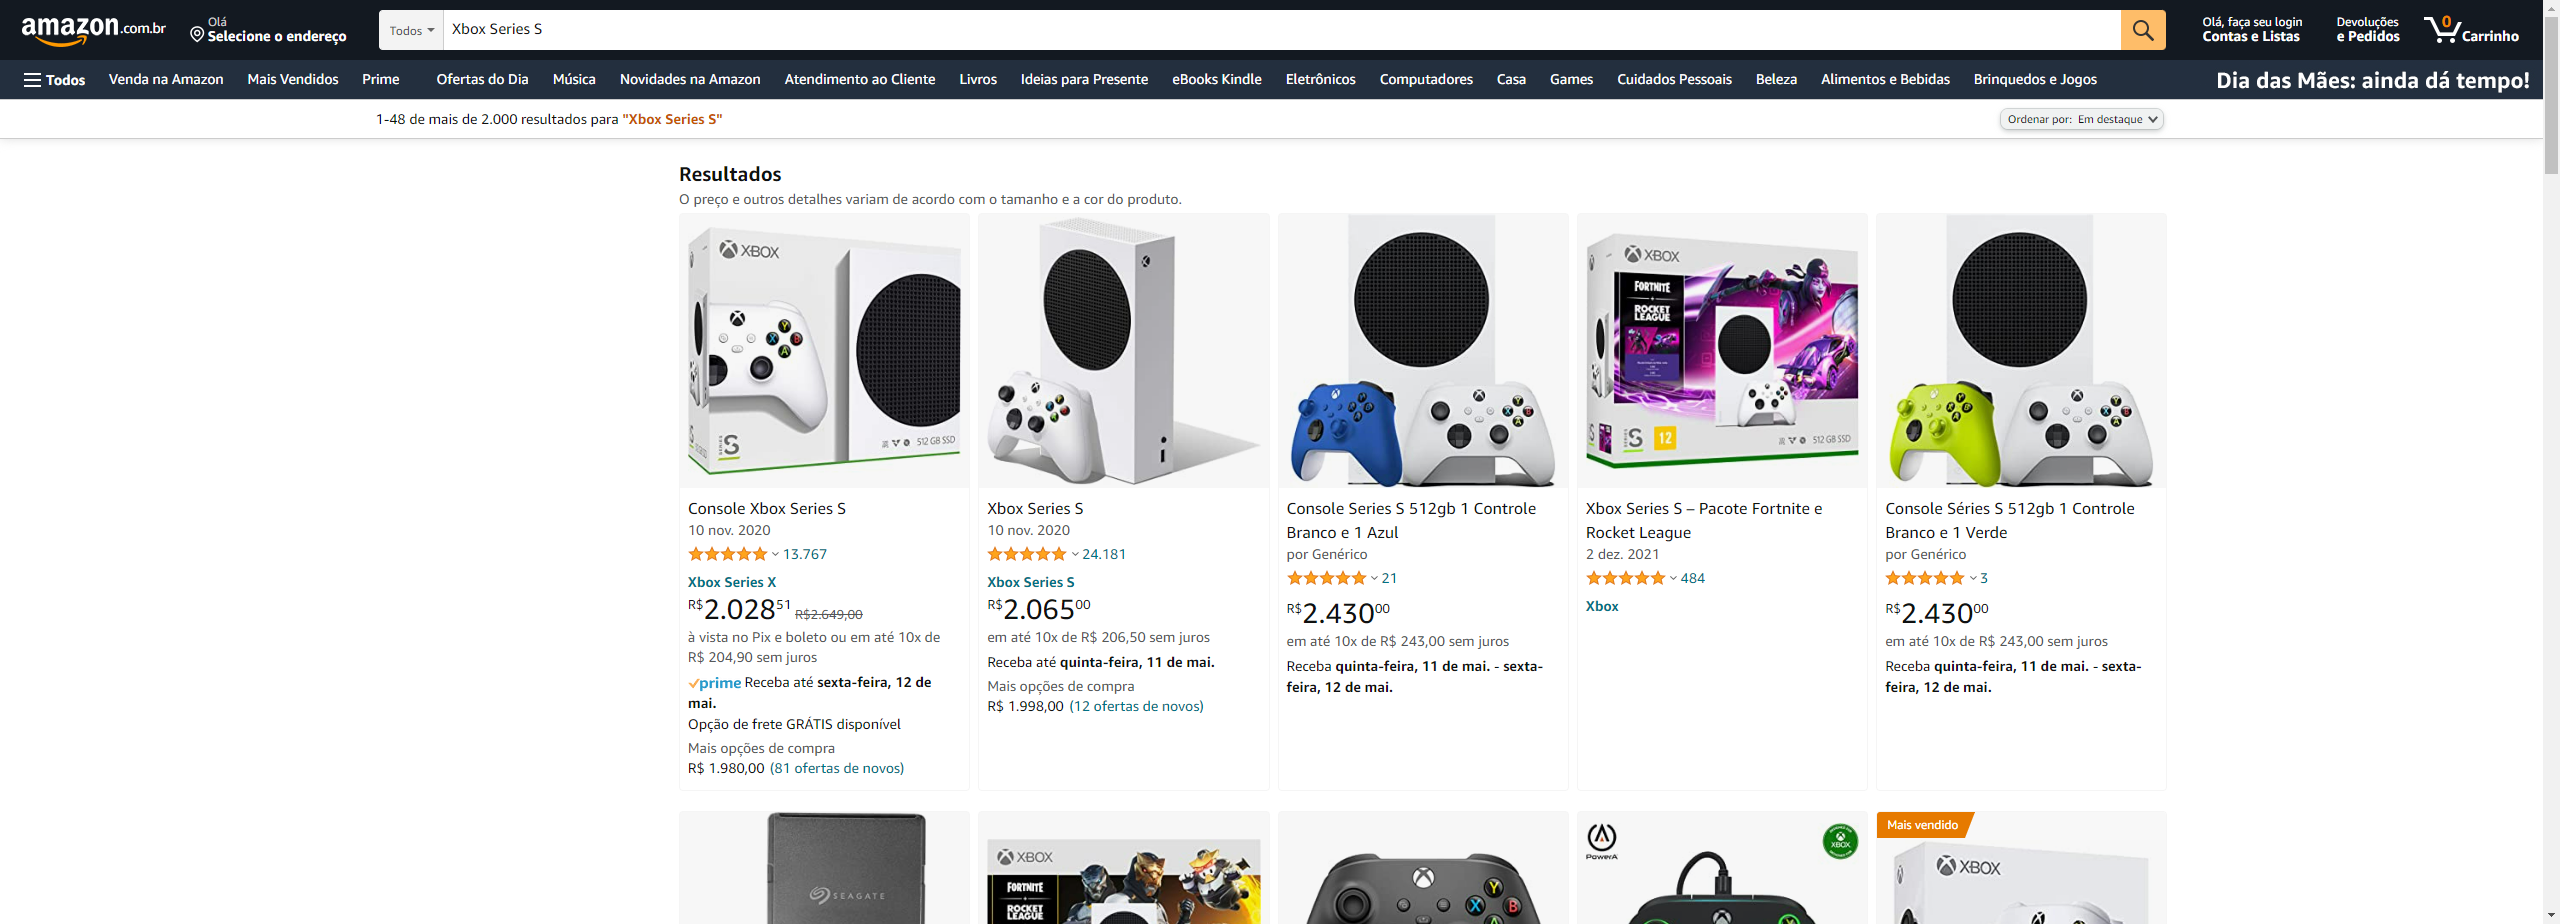 amazon.com.br
Olá
Selecione o endereço
Todos
Xbox Series S
Olá, faça seu login
Contas e Listas
Devoluções
e Pedidos
0
Carrinho
Todos
Venda na Amazon
Mais Vendidos
Prime
Ofertas do Dia
Música
Novidades na Amazon
Atendimento ao Cliente
Livros
Ideias para Presente
eBooks Kindle
Eletrônicos
Computadores
Casa
Games
Cuidados Pessoais
Beleza
Alimentos e Bebidas
Brinquedos e Jogos
Dia das Mães: ainda dá tempo!
1-48 de mais de 2.000 resultados para "Xbox Series S"
Ordenar por: Em destaque
Resultados
O preço e outros detalhes variam de acordo com o tamanho e a cor do produto.
XBOX
SERIES S
512 GB SSD
Console Xbox Series S
10 nov. 2020
13.767
Xbox Series X
R$2.02851 R$2.649,00
à vista no Pix e boleto ou em até 10x de
R$ 204,90 sem juros
prime Receba até sexta-feira, 12 de
mai.
Opção de frete GRÁTIS disponível
Mais opções de compra
R$ 1.980,00 (81 ofertas de novos)
Xbox Series S
10 nov. 2020
24.181
Xbox Series S
R$2.06500
em até 10x de R$ 206,50 sem juros
Receba até quinta-feira, 11 de mai.
Mais opções de compra
R$ 1.998,00 (12 ofertas de novos)
Console Series S 512gb 1 Controle
Branco e 1 Azul
por Genérico
21
R$2.43000
em até 10x de R$ 243,00 sem juros
Receba quinta-feira, 11 de mai. - sexta-
feira, 12 de mai.
XBOX
FORTNITE
+
ROCKET
LEAGUE
SERIES S
12
512 GB SSD
Xbox Series S – Pacote Fortnite e
Rocket League
2 dez. 2021
484
Xbox
Console Séries S 512gb 1 Controle
Branco e 1 Verde
por Genérico
3
R$2.43000
em até 10x de R$ 243,00 sem juros
Receba quinta-feira, 11 de mai. - sexta-
feira, 12 de mai.
SEAGATE
XBOX
FORTNITE
+
ROCKET
LEAGUE
Y
X
B
A
PowerA
XBOX
Mais vendido
XBOX